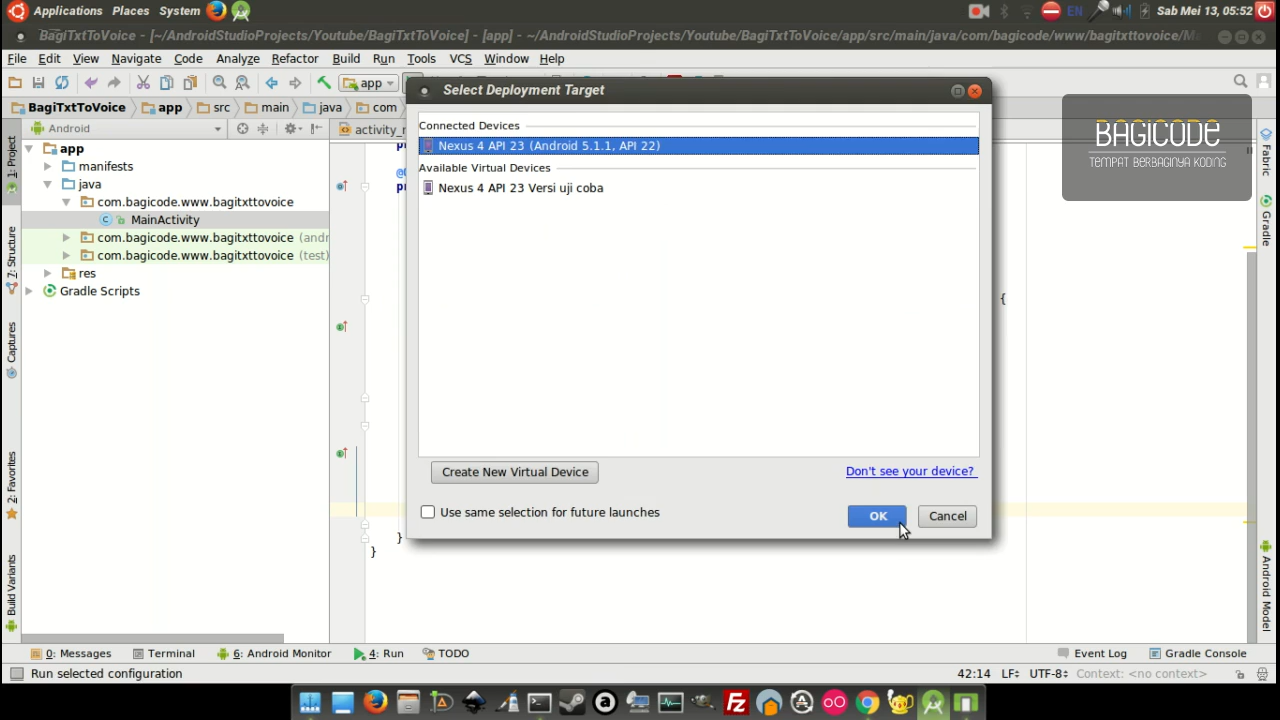 Applications Places System
EN Sab Mei 13, 05:52
BagiTxtToVoice - [~/AndroidStudioProjects/Youtube/BagiTxtToVoice] - [app] - ~/AndroidStudioProjects/Youtube/BagiTxtToVoice/app/src/main/java/com/bagicode/www/bagitxttovoice/
File Edit View Navigate Code Analyze Refactor Build Run Tools VCS Window Help
app
BagiTxtToVoice app src main java com
Select Deployment Target
Connected Devices
Nexus 4 API 23 (Android 5.1.1, API 22)
Available Virtual Devices
Nexus 4 API 23 Versi uji coba
Create New Virtual Device
Don't see your device?
Use same selection for future launches
OK Cancel
BAGICODE
TEMPAT BERBAGINYA KODING
Android
app
manifests
java
com.bagicode.www.bagitxttovoice
MainActivity
com.bagicode.www.bagitxttovoice (andr
com.bagicode.www.bagitxttovoice (test)
res
Gradle Scripts
1: Project
7: Structure
Captures
2: Favorites
Build Variants
{
}
}
Fabric
Gradle
Android Model
0: Messages Terminal 6: Android Monitor 4: Run TODO Event Log Gradle Console
Run selected configuration 42:14 LF÷ UTF-8÷ Context: <no context>